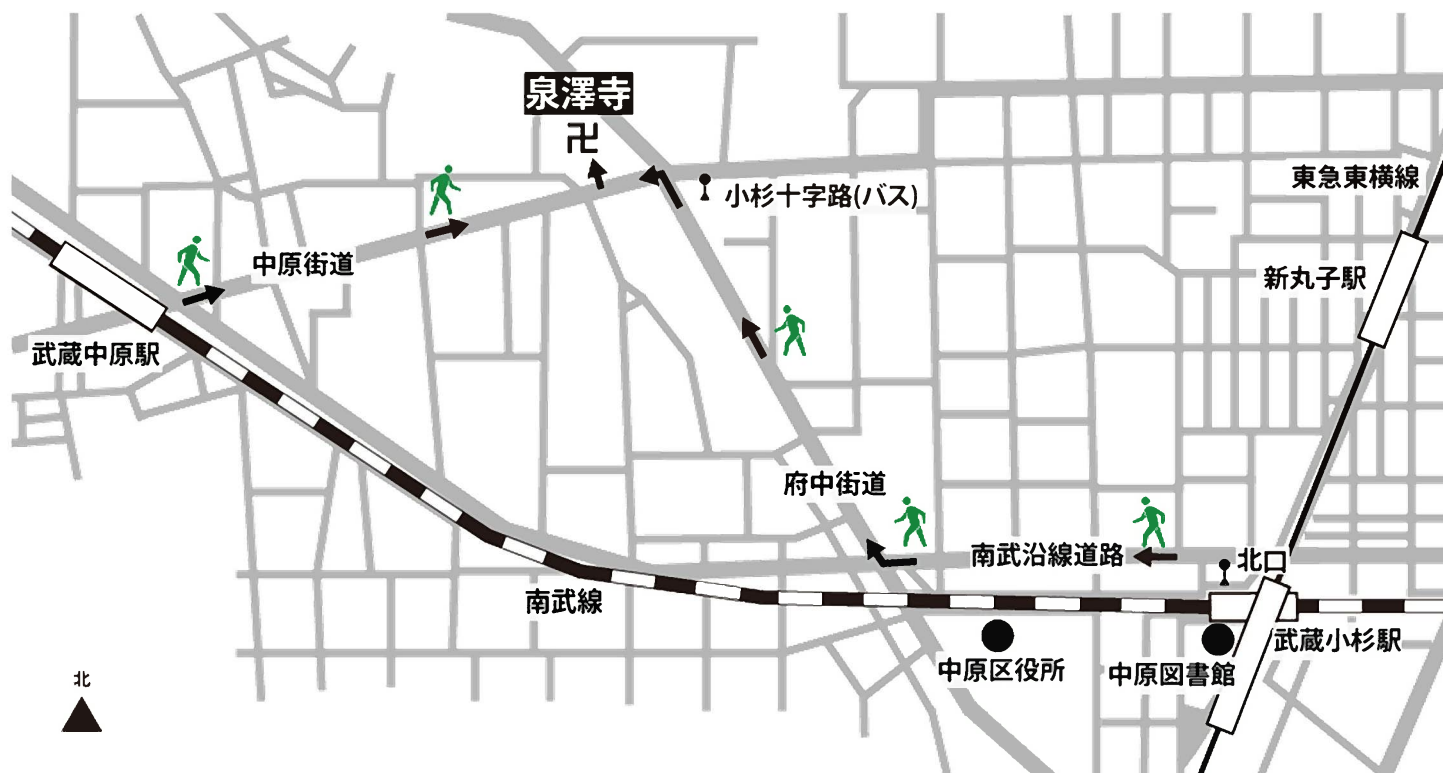 泉澤寺
卍
東急東横線
小杉十字路(バス)
中原街道
新丸子駅
武蔵中原駅
府中街道
南武沿線道路
北口
南武線
武蔵小杉駅
中原区役所
中原図書館
北